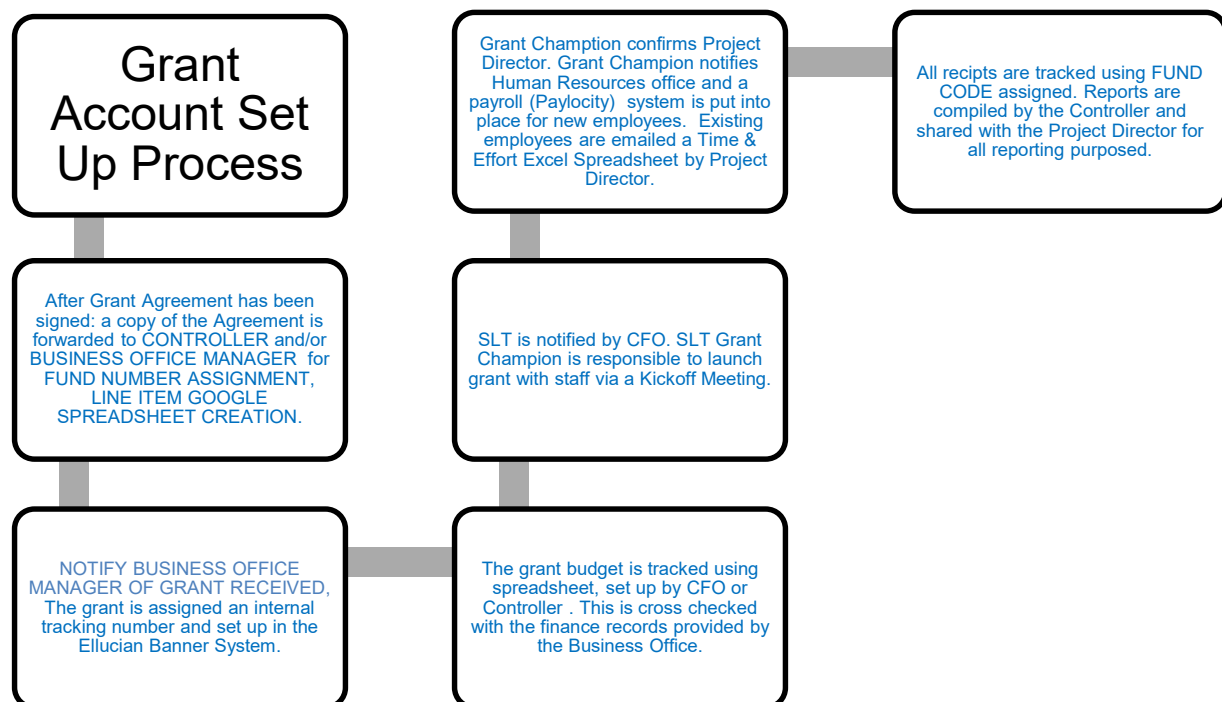 Grant
Account Set
Up Process
After Grant Agreement has been
signed: a copy of the Agreement is
forwarded to CONTROLLER and/or
BUSINESS OFFICE MANAGER for
FUND NUMBER ASSIGNMENT,
LINE ITEM GOOGLE
SPREADSHEET CREATION.
NOTIFY BUSINESS OFFICE
MANAGER OF GRANT RECEIVED,
The grant is assigned an internal
tracking number and set up in the
Ellucian Banner System.
The grant budget is tracked using
spreadsheet, set up by CFO or
Controller . This is cross checked
with the finance records provided by
the Business Office.
SLT is notified by CFO. SLT Grant
Champion is responsible to launch
grant with staff via a Kickoff Meeting.
Grant Chamption confirms Project
Director. Grant Champion notifies
Human Resources office and a
payroll (Paylocity) system is put into
place for new employees. Existing
employees are emailed a Time &
Effort Excel Spreadsheet by Project
Director.
All recipts are tracked using FUND
CODE assigned. Reports are
compiled by the Controller and
shared with the Project Director for
all reporting purposed.